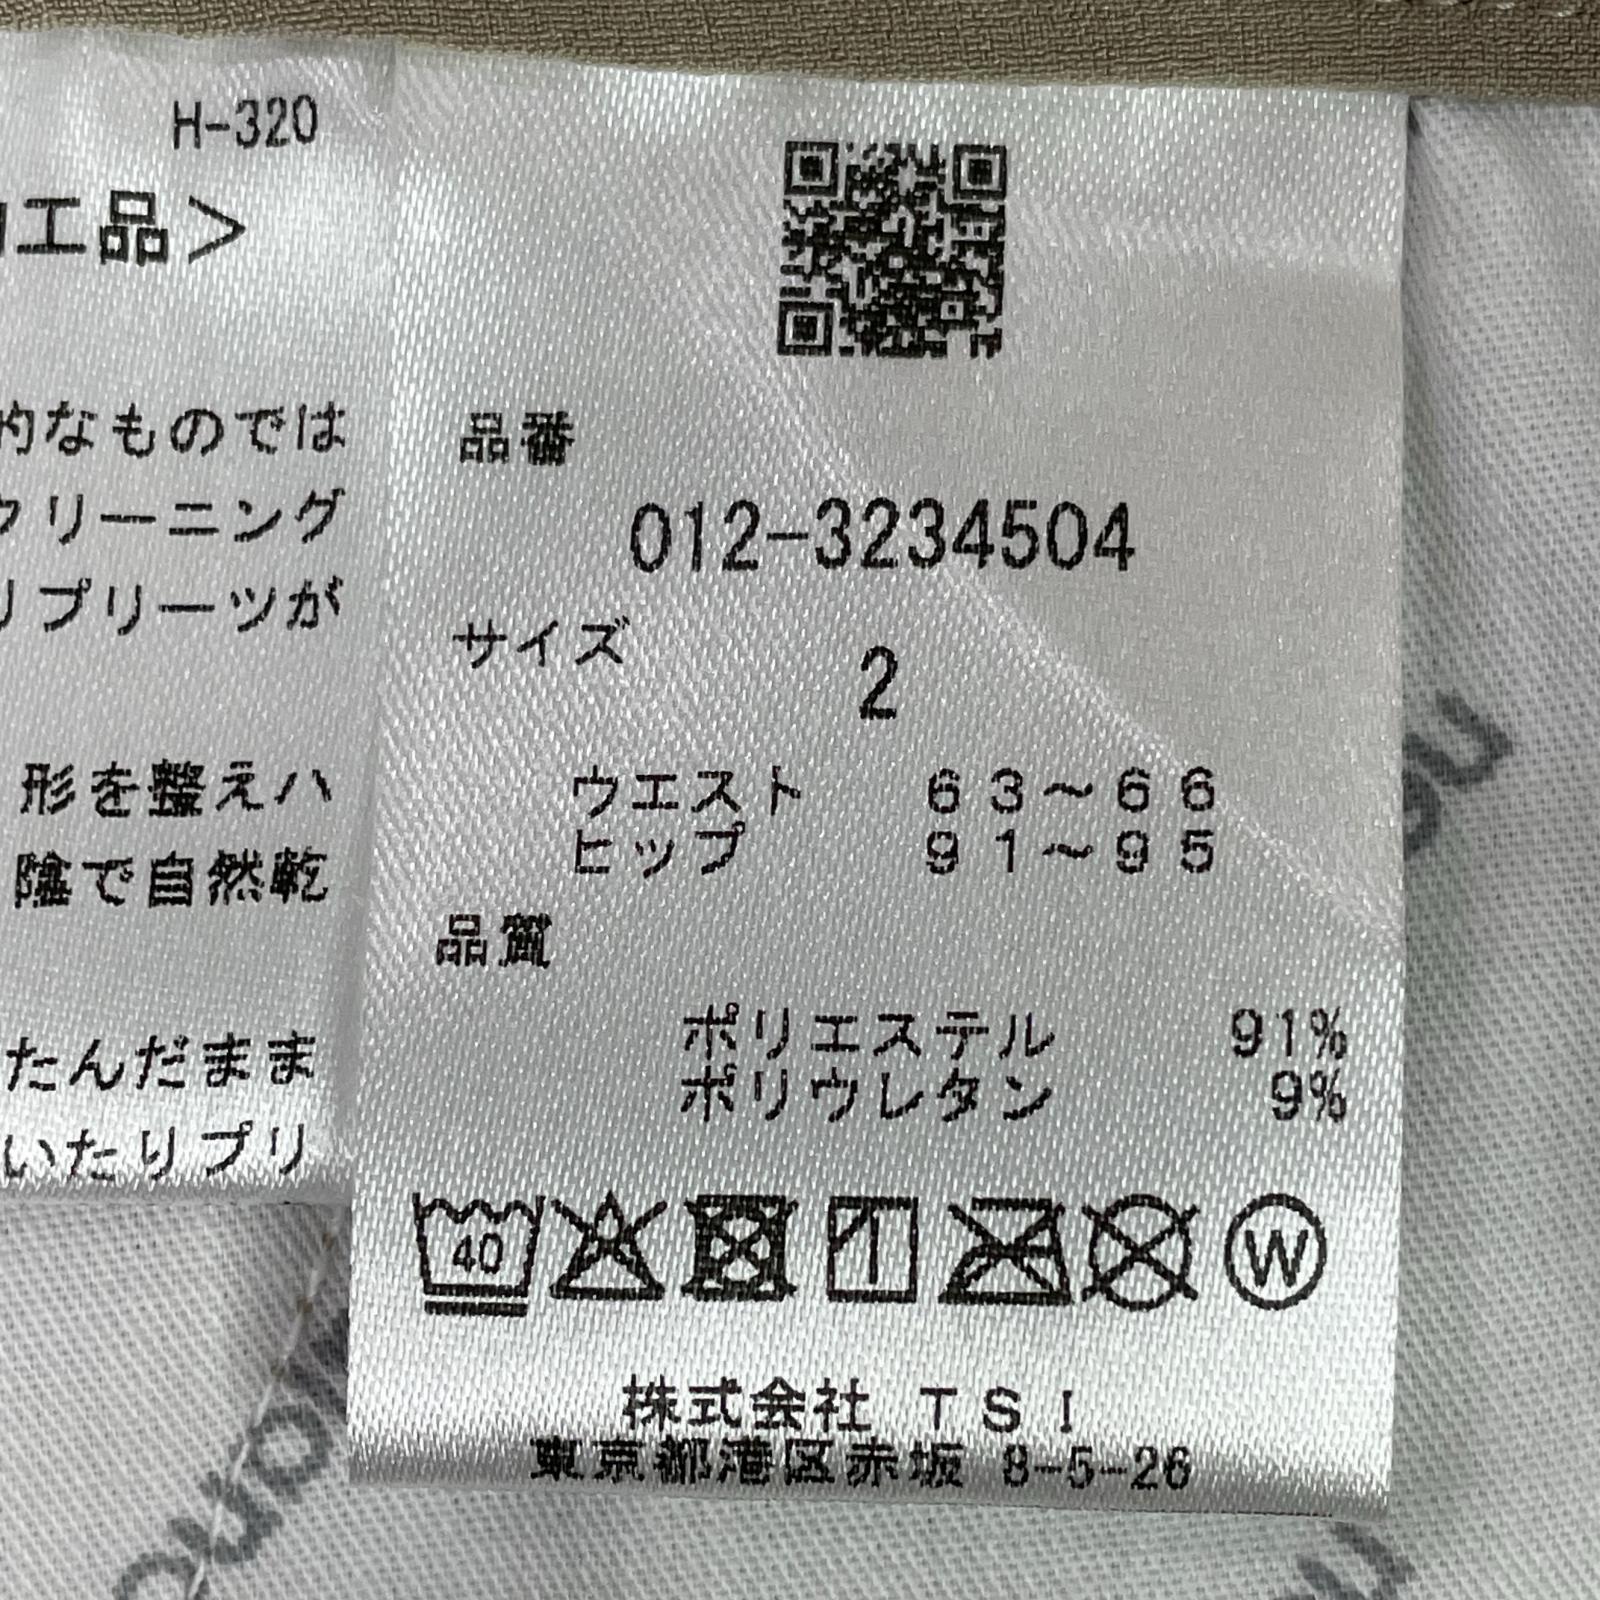 H-320
工品＞
的なものでは
クリーニング
リプリーツが
形を整えハ
陰で自然乾
たんだまま
いたりプリ
品番
012-3234504
サイズ
2
ウエスト 63〜66
ヒップ 91〜95
品質
ポリエステル 91%
ポリウレタン 9%
40
W
株式会社 TSI
東京都港区赤坂 8-5-26